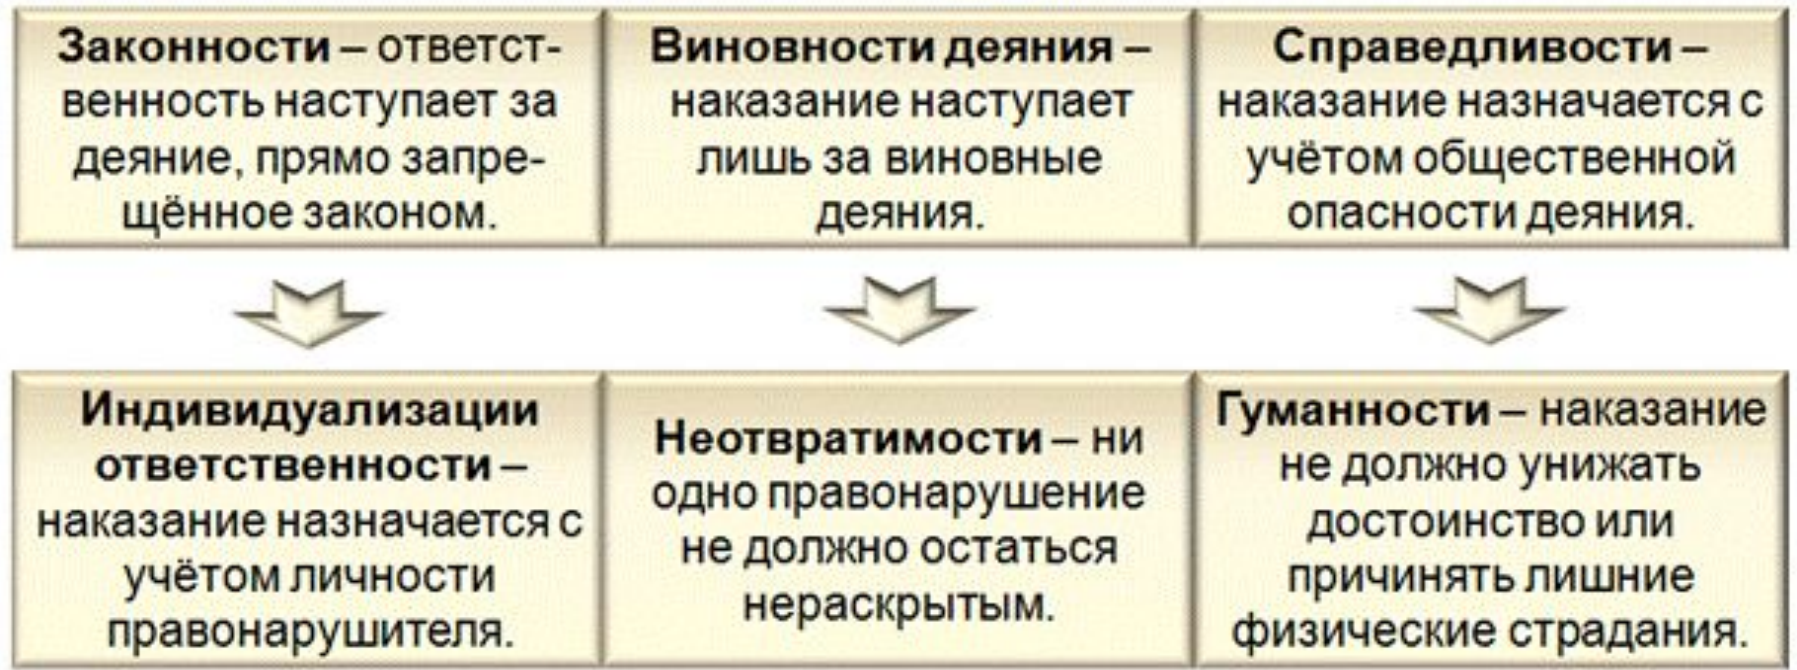 Законности – ответст-
венность наступает за
деяние, прямо запре-
щённое законом.
Виновности деяния –
наказание наступает
лишь за виновные
деяния.
Справедливости –
наказание назначается с
учётом общественной
опасности деяния.
Индивидуализации
ответственности –
наказание назначается с
учётом личности
правонарушителя.
Неотвратимости – ни
одно правонарушение
не должно остаться
нераскрытым.
Гуманности – наказание
не должно унижать
достоинство или
причинять лишние
физические страдания.